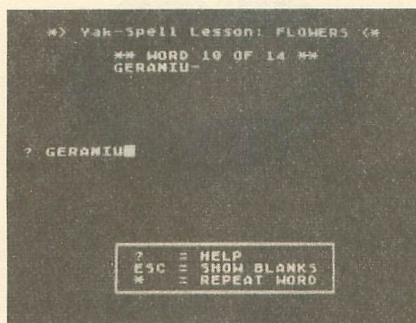 *> Yak-Spell Lesson: FLOWERS <*
** WORD 10 OF 14 **
GERANIU-
? GERANIU
? = HELP
ESC = SHOW BLANKS
* = REPEAT WORD